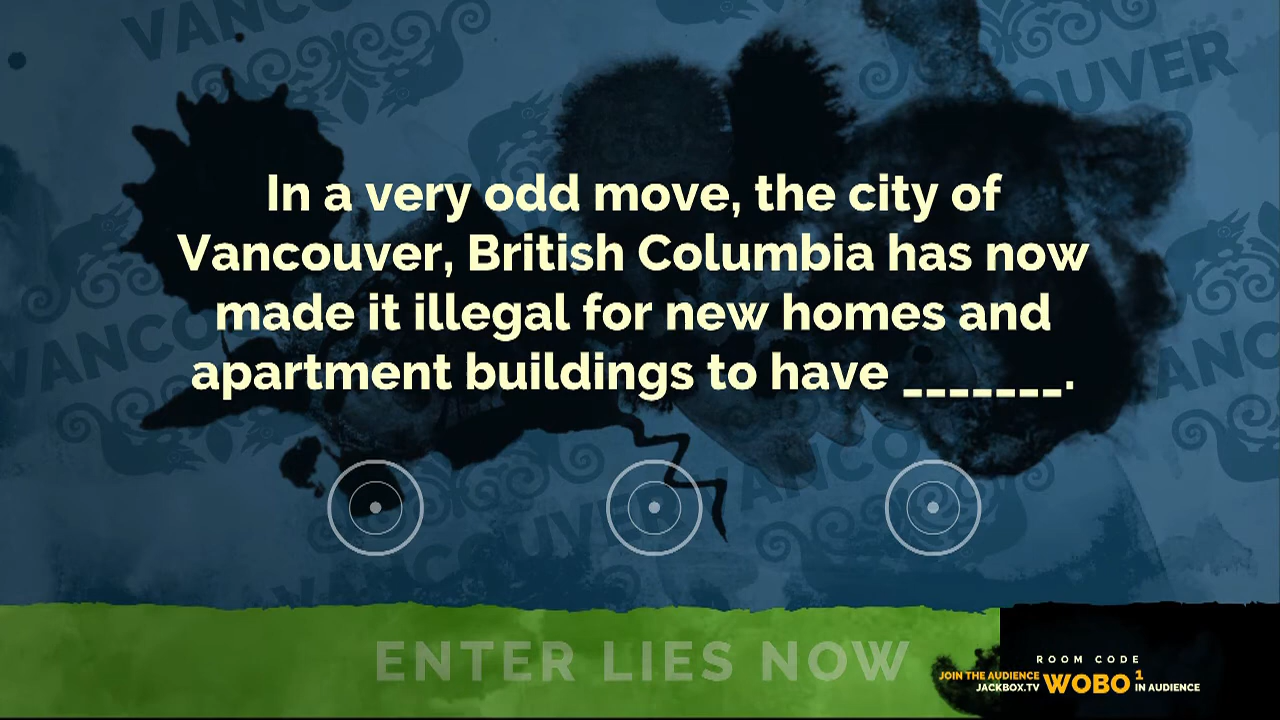 VANCOUVER
VANCOUVER
In a very odd move, the city of
Vancouver, British Columbia has now
made it illegal for new homes and
apartment buildings to have _______.
ENTER LIES NOW
ROOM CODE
JOIN THE AUDIENCE
JACKBOX.TV
WOBO
1
IN AUDIENCE